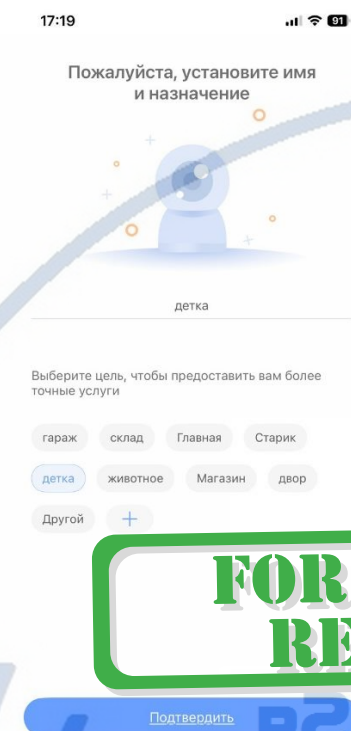 17:19
91
Пожалуйста, установите имя
и назначение
детка
Выберите цель, чтобы предоставить вам более
точные услуги
гараж склад Главная Старик
детка животное Магазин двор
Другой +
FOR
RE
Подтвердить